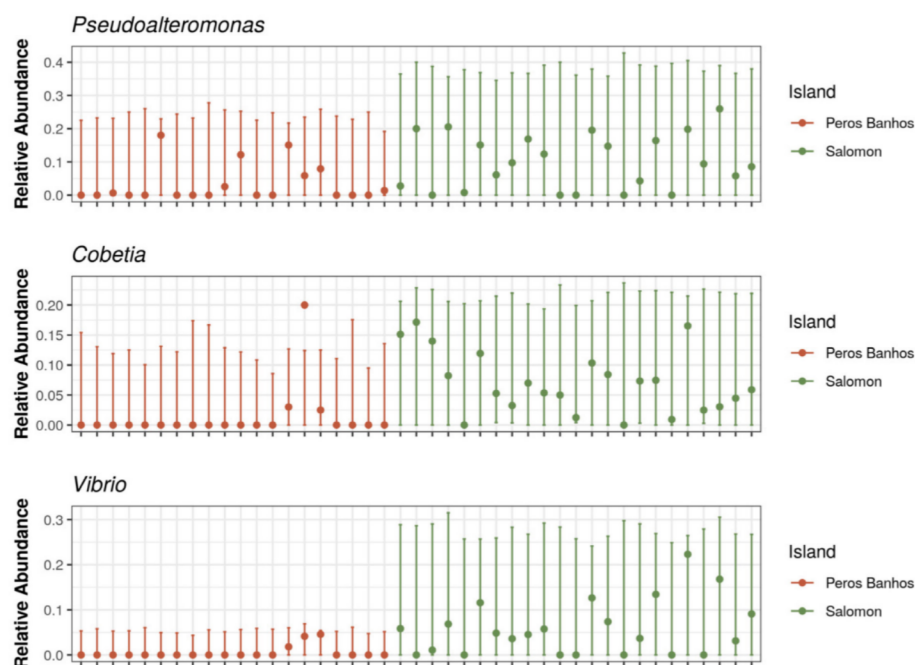 Pseudoalteromonas
Relative Abundance
0.4
0.3
0.2
0.1
0.0
Island
Peros Banhos
Salomon
Cobetia
Relative Abundance
0.20
0.15
0.10
0.05
0.00
Island
Peros Banhos
Salomon
Vibrio
Relative Abundance
0.3
0.2
0.1
0.0
Island
Peros Banhos
Salomon